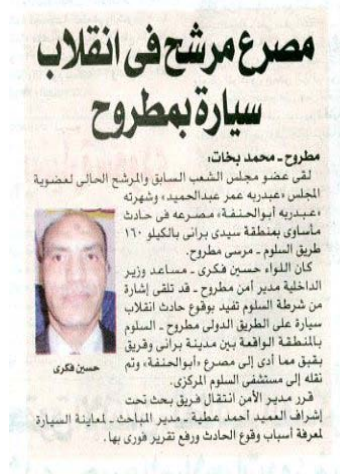 مصرع مرشح فى انقلاب
سيارة بمطروح
مطروح ـ محمد بخات:
لقى عضو مجلس الشعب السابق والمرشح الحالى لعضوية
المجلس «عبدربه عمر عبدالحميد» وشهرته
«عبدربه أبوالحنفة» مصرعه فى حادث
مأساوى بمنطقة سيدى برانى بالكيلو ١٦٠
طريق السلوم ـ مرسى مطروح.
كان اللواء حسين فكرى ـ مساعد وزير
الداخلية مدير أمن مطروح ـ قد تلقى إشارة
من شرطة السلوم تفيد بوقوع حادث انقلاب
سيارة على الطريق الدولى مطروح ـ السلوم
بالمنطقة الواقعة بين مدينة برانى وفريق
بقبق مما أدى إلى مصرع «أبوالحنفة» وتم
نقله إلى مستشفى السلوم المركزى.
حسين فكرى
قرر مدير الأمن انتقال فريق بحث تحت
إشراف العميد أحمد عطية ـ مدير المباحث ـ لمعاينة السيارة
لمعرفة أسباب وقوع الحادث ورفع تقرير فورى بها.